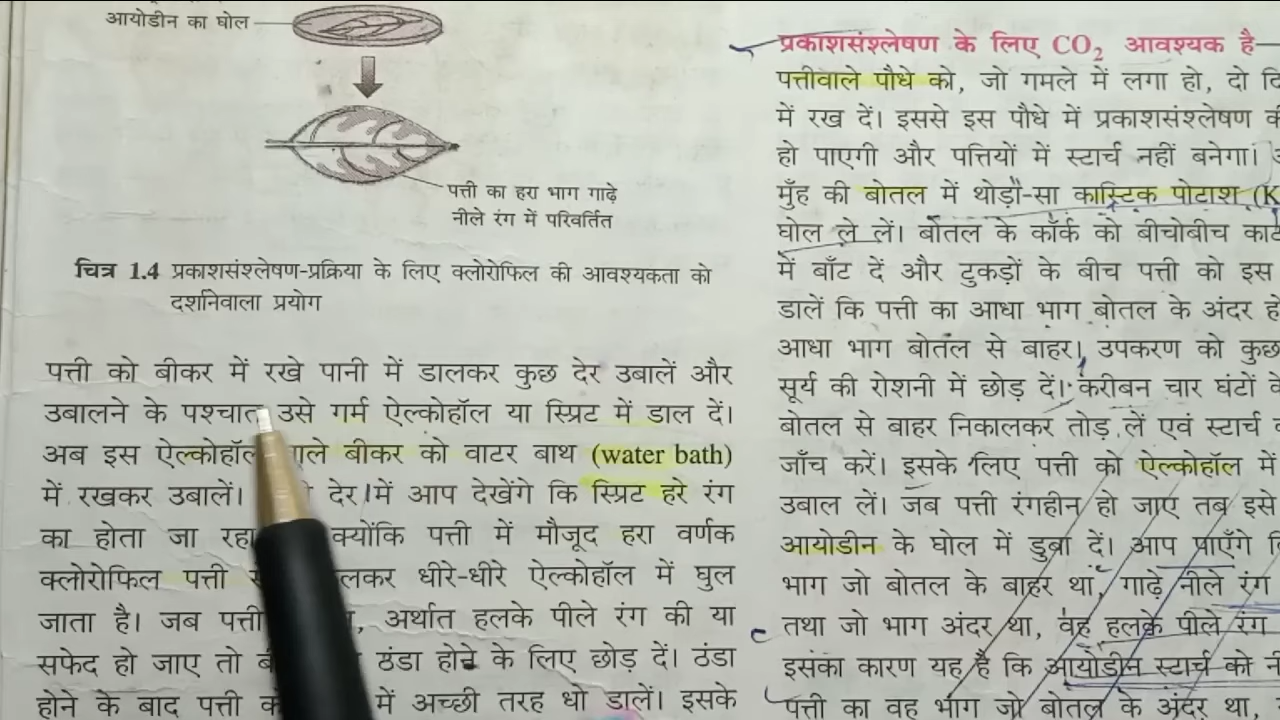 आयोडीन का घोल
पत्ती का हरा भाग गाढ़े
नीले रंग में परिवर्तित
चित्र 1.4 प्रकाशसंश्लेषण-प्रक्रिया के लिए क्लोरोफिल की आवश्यकता को
दर्शानेवाला प्रयोग
पत्ती को बीकर में रखे पानी में डालकर कुछ देर उबालें और
उबालने के पश्चात उसे गर्म ऐल्कोहॉल या स्प्रिट में डाल दें।
अब इस ऐल्कोहॉल वाले बीकर को वाटर बाथ (water bath)
में रखकर उबालें। देर में आप देखेंगे कि स्प्रिट हरे रंग
का होता जा रहा क्योंकि पत्ती में मौजूद हरा वर्णक
क्लोरोफिल पत्ती धीरे-धीरे ऐल्कोहॉल में घुल
जाता है। जब पत्ती अर्थात हलके पीले रंग की या
सफेद हो जाए तो ठंडा होने के लिए छोड़ दें। ठंडा
होने के बाद पत्ती में अच्छी तरह धो डालें। इसके
प्रकाशसंश्लेषण के लिए CO₂ आवश्यक है—
पत्तीवाले पौधे को, जो गमले में लगा हो, दो
में रख दें। इससे इस पौधे में प्रकाशसंश्लेषण
हो पाएगी और पत्तियों में स्टार्च नहीं बनेगा।
मुँह की बोतल में थोड़ा-सा कास्टिक पोटाश (K
घोल ले लें। बोतल के कॉर्क को बीचोबीच
में बाँट दें और टुकड़ों के बीच पत्ती को इस
डालें कि पत्ती का आधा भाग बोतल के अंदर
आधा भाग बोतल से बाहर। उपकरण को कुछ
सूर्य की रोशनी में छोड़ दें। करीबन चार घंटों
बोतल से बाहर निकालकर तोड़ लें एवं स्टार्च
जाँच करें। इसके लिए पत्ती को ऐल्कोहॉल में
उबाल लें। जब पत्ती रंगहीन हो जाए तब इसे
आयोडीन के घोल में डुबा दें। आप पाएँगे
भाग जो बोतल के बाहर था, गाढ़े नीले रंग
तथा जो भाग अंदर था, वह हलके पीले रंग
इसका कारण यह है कि आयोडीन स्टार्च को
पत्ती का वह भाग जो बोतल के अंदर था,